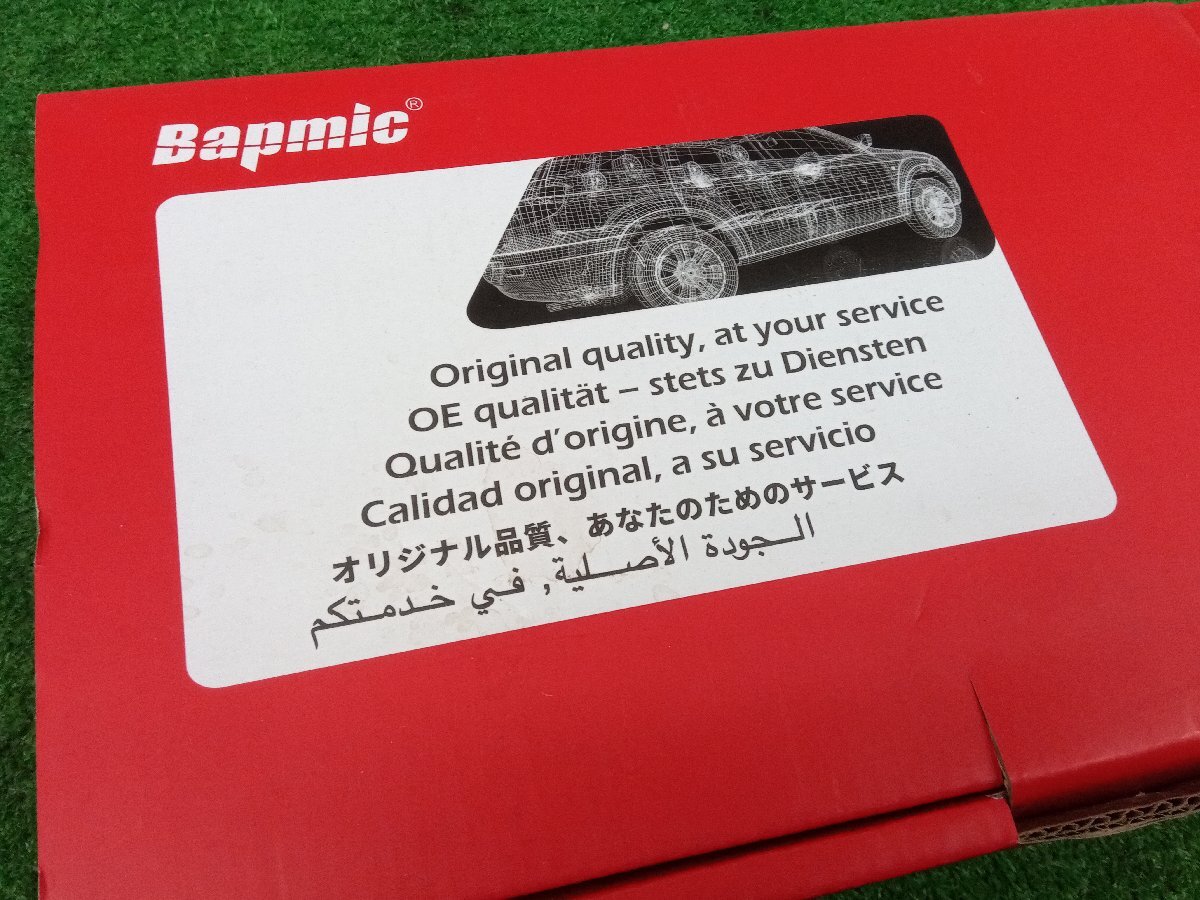 Bapmic®
Original quality, at your service
OE qualität – stets zu Diensten
Qualité d'origine, à votre service
Calidad original, a su servicio
オリジナル品質、あなたのためのサービス
الجودة الأصلية, في خدمتكم